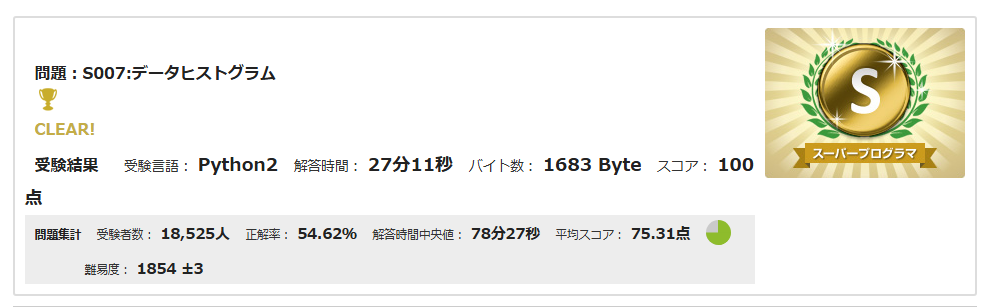 問題：S007:データヒストグラム
CLEAR!
受験結果 受験言語： Python2 解答時間： 27分11秒 バイト数： 1683 Byte スコア： 100
点
問題集計 受験者数： 18,525人 正解率： 54.62% 解答時間中央値： 78分27秒 平均スコア： 75.31点
難易度： 1854 ±3
S
スーパープログラマ